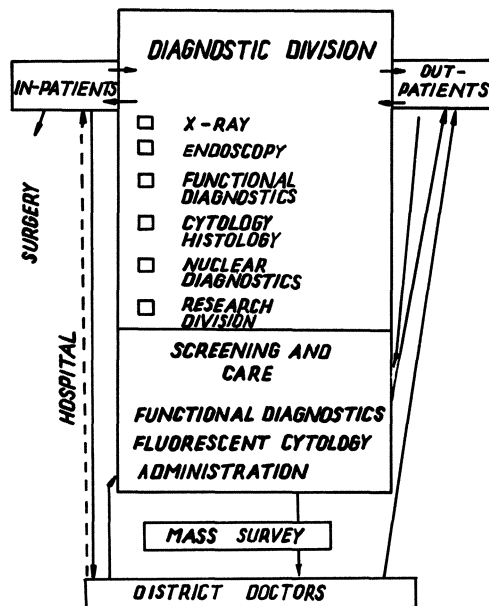 DIAGNOSTIC DIVISION
IN-PATIENTS
OUT-
PATIENTS
X-RAY
ENDOSCOPY
FUNCTIONAL
DIAGNOSTICS
CYTOLOGY
HISTOLOGY
NUCLEAR
DIAGNOSTICS
RESEARCH
DIVISION
SURGERY
HOSPITAL
SCREENING AND
CARE
FUNCTIONAL DIAGNOSTICS
FLUORESCENT CYTOLOGY
ADMINISTRATION
MASS SURVEY
DISTRICT DOCTORS